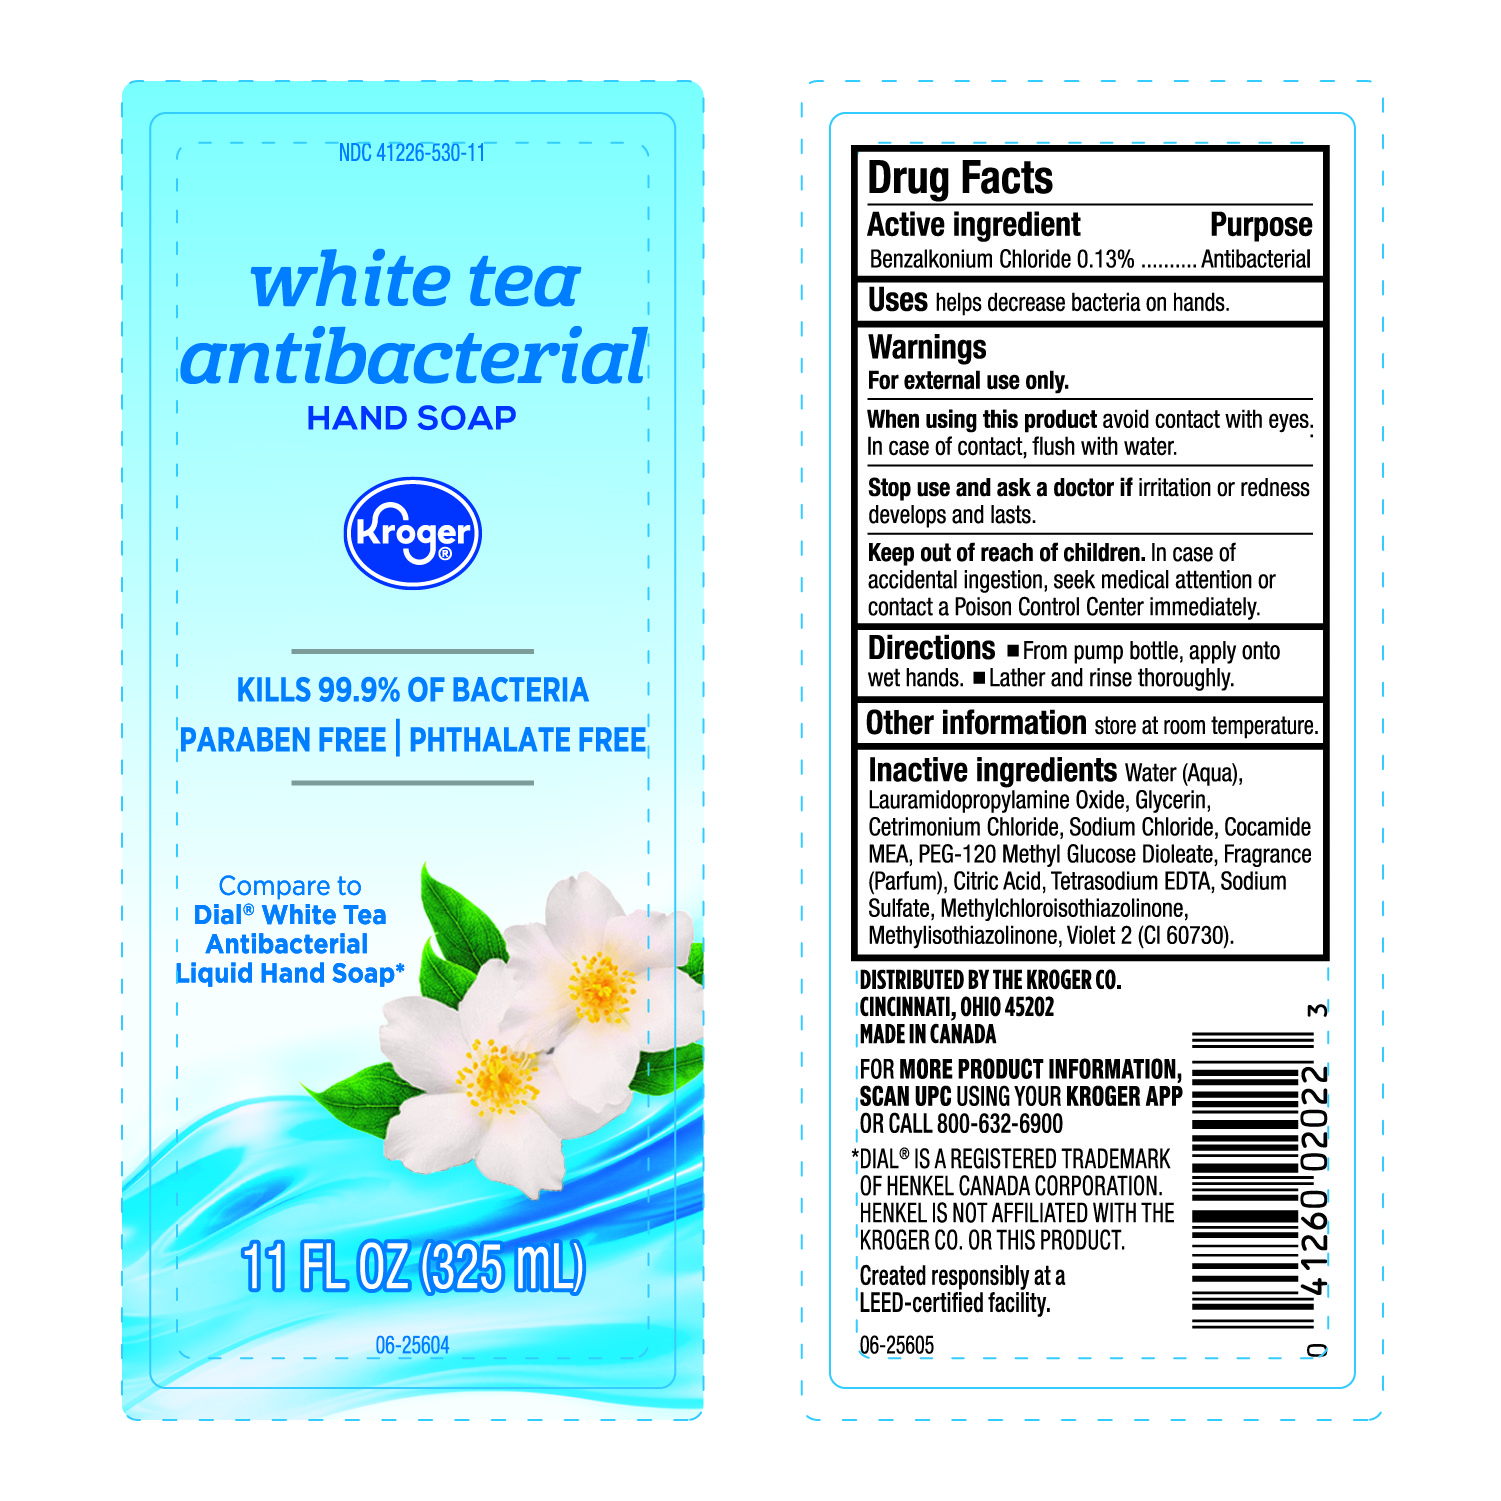 NDC 41226-530-11
white tea
antibacterial
HAND SOAP
Kroger®
KILLS 99.9% OF BACTERIA
PARABEN FREE | PHTHALATE FREE
Compare to
Dial® White Tea
Antibacterial
Liquid Hand Soap*
11 FL OZ (325 mL)
06-25604
Drug Facts
Active ingredient Purpose
Benzalkonium Chloride 0.13% .......... Antibacterial
Uses helps decrease bacteria on hands.
Warnings
For external use only.
When using this product avoid contact with eyes.
In case of contact, flush with water.
Stop use and ask a doctor if irritation or redness
develops and lasts.
Keep out of reach of children. In case of
accidental ingestion, seek medical attention or
contact a Poison Control Center immediately.
Directions ■ From pump bottle, apply onto
wet hands. ■ Lather and rinse thoroughly.
Other information store at room temperature.
Inactive ingredients Water (Aqua),
Lauramidopropylamine Oxide, Glycerin,
Cetrimonium Chloride, Sodium Chloride, Cocamide
MEA, PEG-120 Methyl Glucose Dioleate, Fragrance
(Parfum), Citric Acid, Tetrasodium EDTA, Sodium
Sulfate, Methylchloroisothiazolinone,
Methylisothiazolinone, Violet 2 (CI 60730).
DISTRIBUTED BY THE KROGER CO.
CINCINNATI, OHIO 45202
MADE IN CANADA
FOR MORE PRODUCT INFORMATION,
SCAN UPC USING YOUR KROGER APP
OR CALL 800-632-6900
*DIAL® IS A REGISTERED TRADEMARK
OF HENKEL CANADA CORPORATION.
HENKEL IS NOT AFFILIATED WITH THE
KROGER CO. OR THIS PRODUCT.
Created responsibly at a
LEED-certified facility.
06-25605
0 41260 02022 3